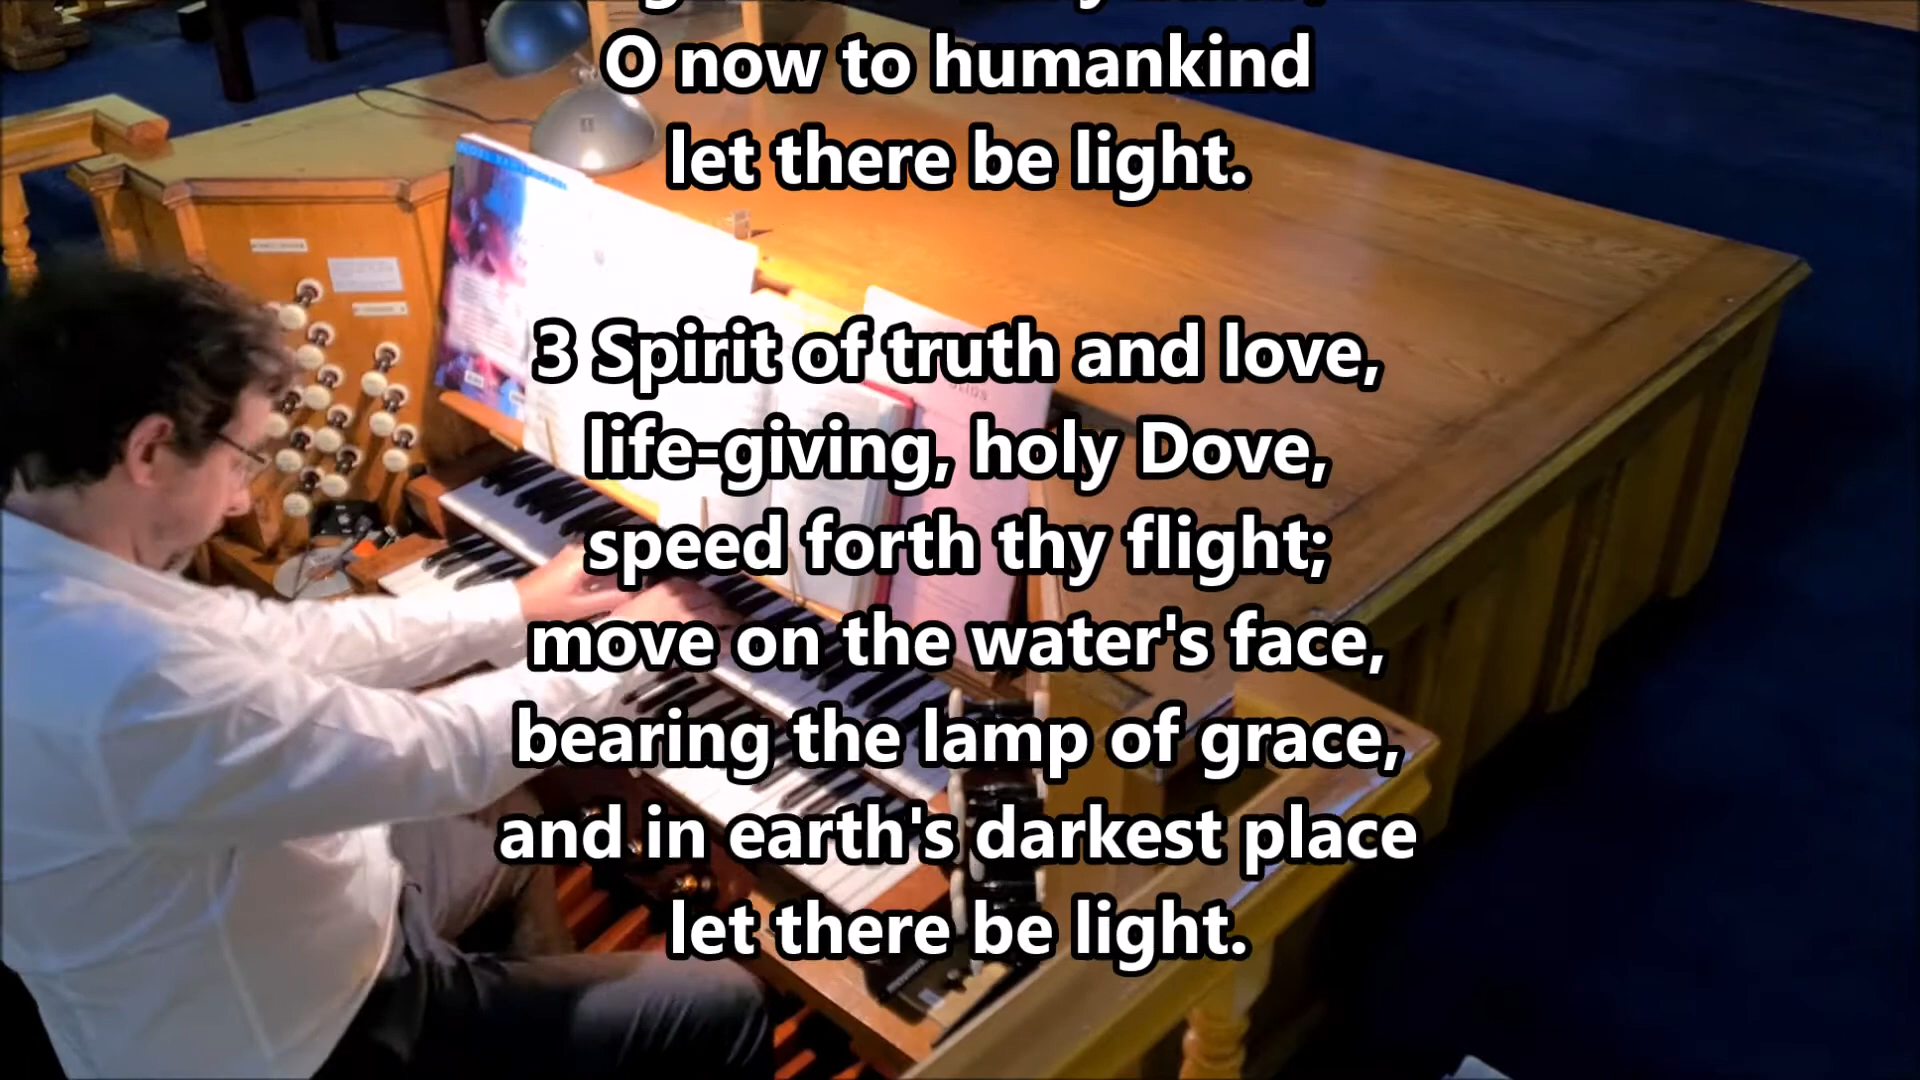 O now to humankind
let there be light.
3 Spirit of truth and love,
life-giving, holy Dove,
speed forth thy flight;
move on the water's face,
bearing the lamp of grace,
and in earth's darkest place
let there be light.